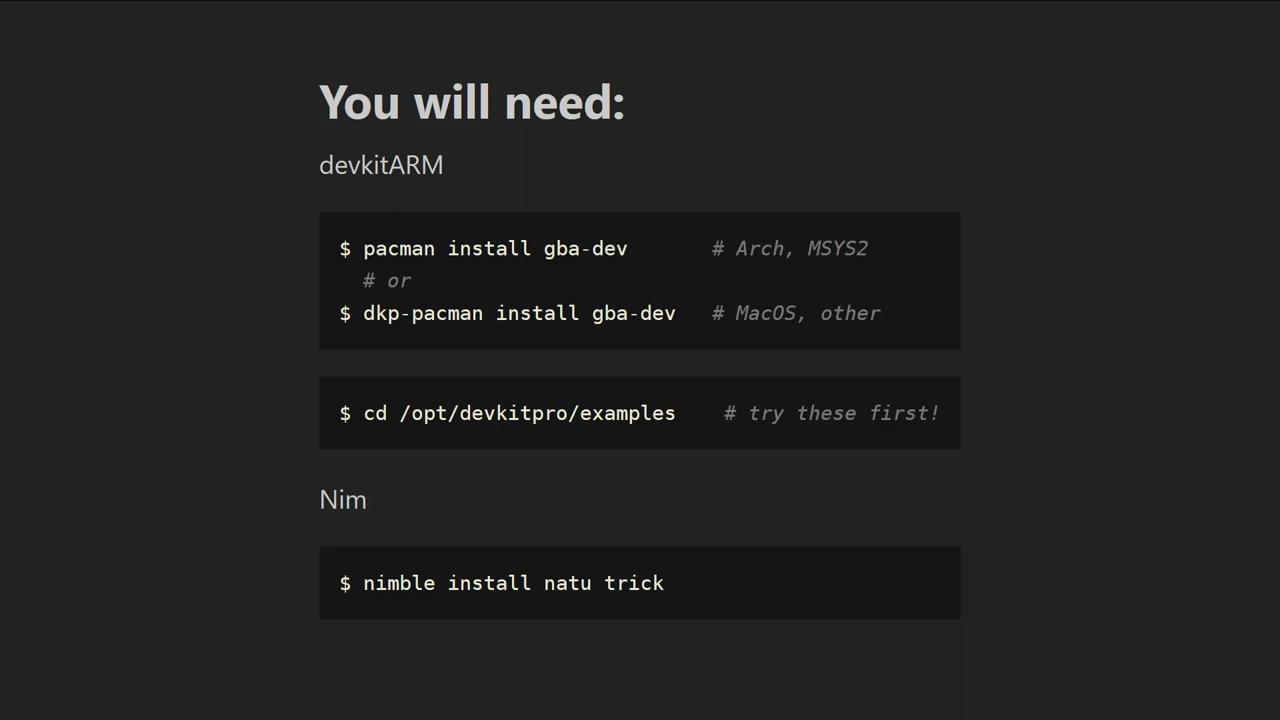 You will need:
devkitARM
$ pacman install gba-dev # Arch, MSYS2
# or
$ dkp-pacman install gba-dev # MacOS, other
$ cd /opt/devkitpro/examples # try these first!
Nim
$ nimble install natu trick